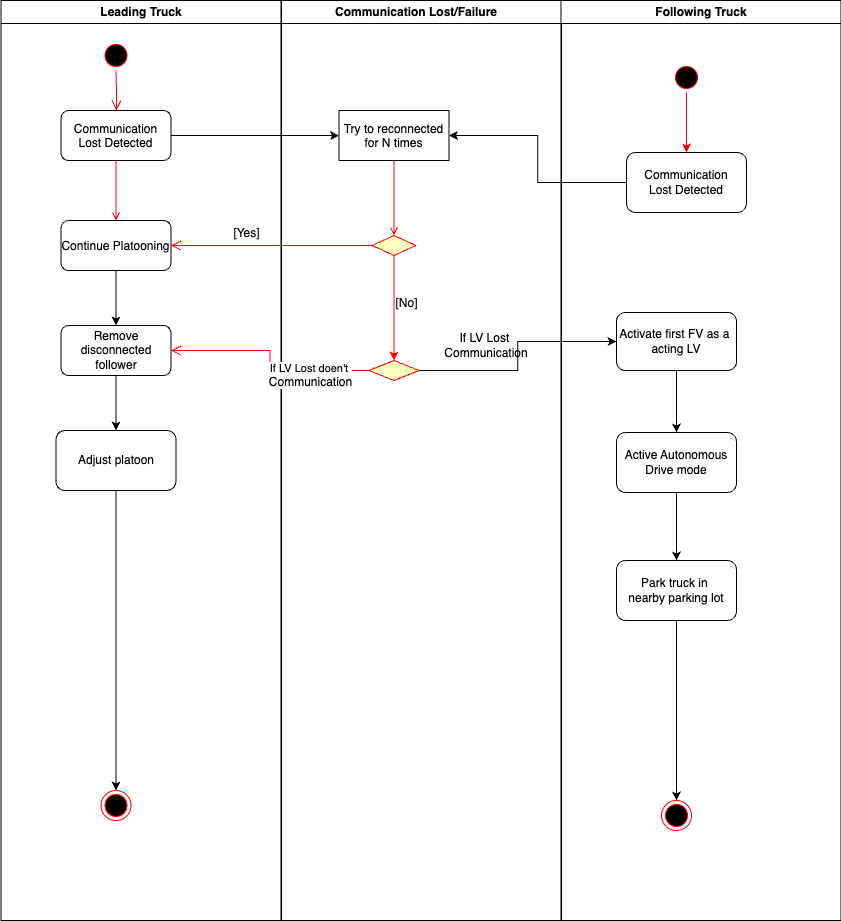 Leading Truck
Communication Lost/Failure
Following Truck
Communication
Lost Detected
Try to reconnected
for N times
Communication
Lost Detected
Continue Platooning
[Yes]
[No]
Remove
disconnected
follower
If LV Lost doen't
Communication
If LV Lost
Communication
Activate first FV as a
acting LV
Adjust platoon
Active Autonomous
Drive mode
Park truck in
nearby parking lot